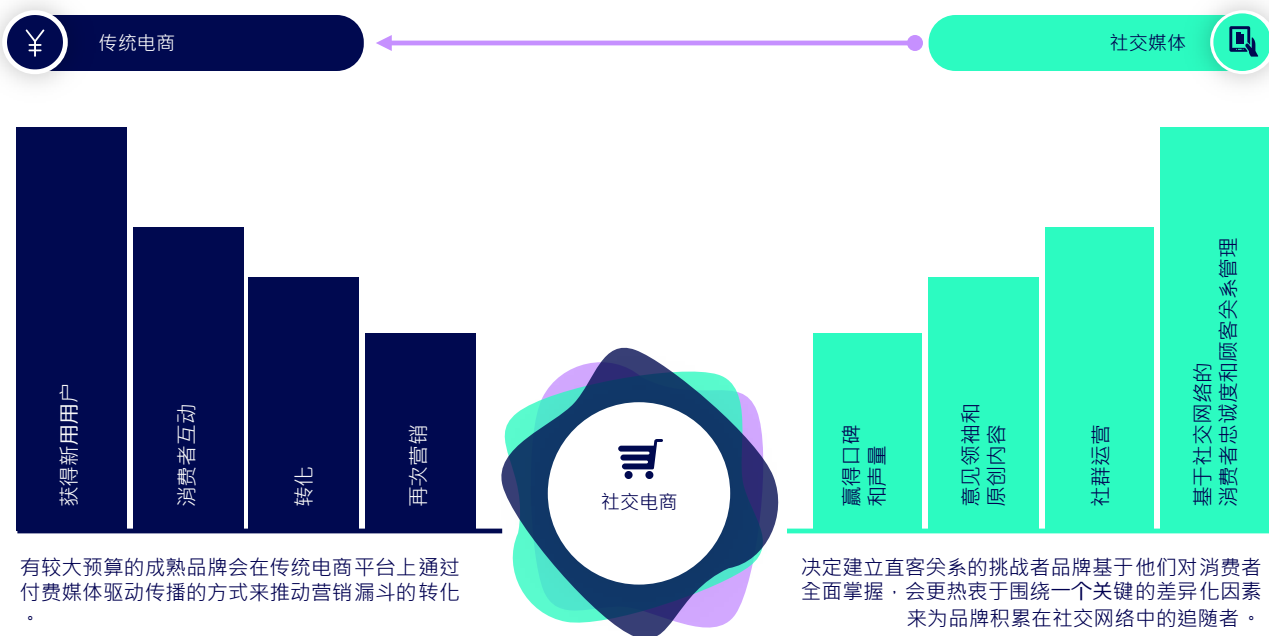 ¥
传统电商
社交媒体
获得新用用户
消费者互动
转化
再次营销
社交电商
赢得口碑
和声量
意见领袖和
原创内容
社群运营
基于社交网络的
消费者忠诚度和顾客关系管理
有较大预算的成熟品牌会在传统电商平台上通过
付费媒体驱动传播的方式来推动营销漏斗的转化
。
决定建立直客关系的挑战者品牌基于他们对消费者
全面掌握，会更热衷于围绕一个关键的差异化因素
来为品牌积累在社交网络中的追随者。